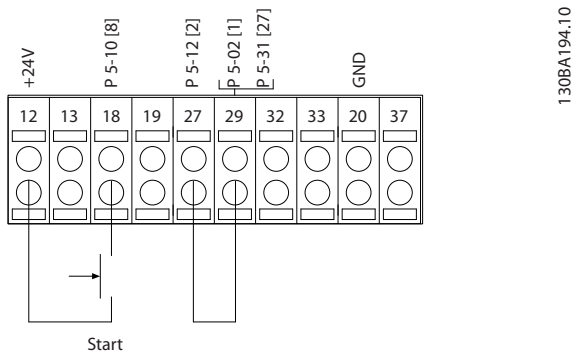 +24V
P 5-10 [8]
P 5-12 [2]
P 5-02 [1]
P 5-31 [27]
GND
130BA194.10
12 13 18 19 27 29 32 33 20 37
Start